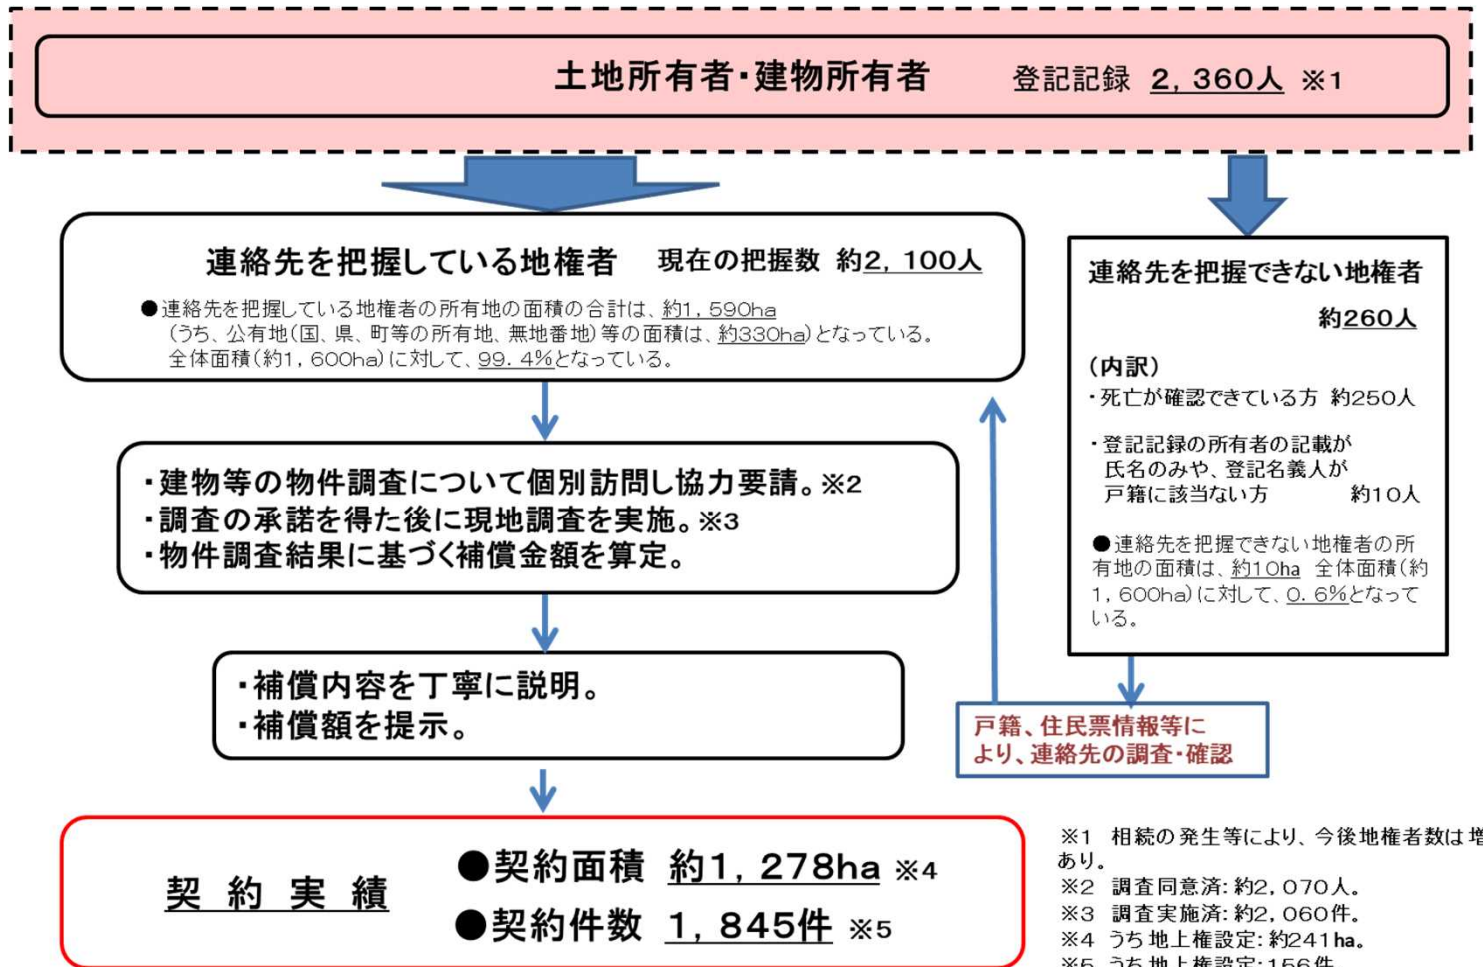 土地所有者・建物所有者 登記記録 2,360人 ※1
連絡先を把握している地権者 現在の把握数 約2,100人
●連絡先を把握している地権者の所有地の面積の合計は、約1,590ha
(うち、公有地(国、県、町等の所有地、無地番地)等の面積は、約330ha)となっている。
全体面積(約1,600ha)に対して、99.4%となっている。
・建物等の物件調査について個別訪問し協力要請。※2
・調査の承諾を得た後に現地調査を実施。※3
・物件調査結果に基づく補償金額を算定。
・補償内容を丁寧に説明。
・補償額を提示。
契約実績
●契約面積 約1,278ha ※4
●契約件数 1,845件 ※5
連絡先を把握できない地権者
約260人
(内訳)
・死亡が確認できている方 約250人
・登記記録の所有者の記載が
氏名のみや、登記名義人が
戸籍に該当ない方 約10人
●連絡先を把握できない地権者の所
有地の面積は、約10ha 全体面積(約
1,600ha)に対して、0.6%となって
いる。
戸籍、住民票情報等に
より、連絡先の調査・確認
※1 相続の発生等により、今後地権者数は増
あり。
※2 調査同意済:約2,070人。
※3 調査実施済:約2,060件。
※4 うち地上権設定:約241ha。
※5 うち地上権設定:156件